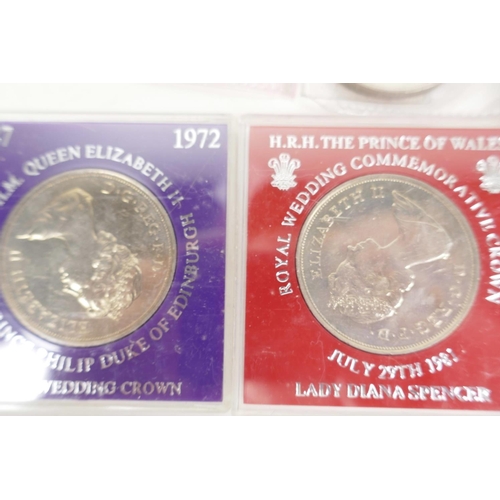 1972
H.M. QUEEN ELIZABETH II
PHILIP DUKE OF EDINBURGH
WEDDING CROWN
H.R.H. THE PRINCE OF WALE
ROYAL WEDDING COMMEMORATIVE CROWN
ELIZABETH II
JULY 29TH 1981
LADY DIANA SPENCER